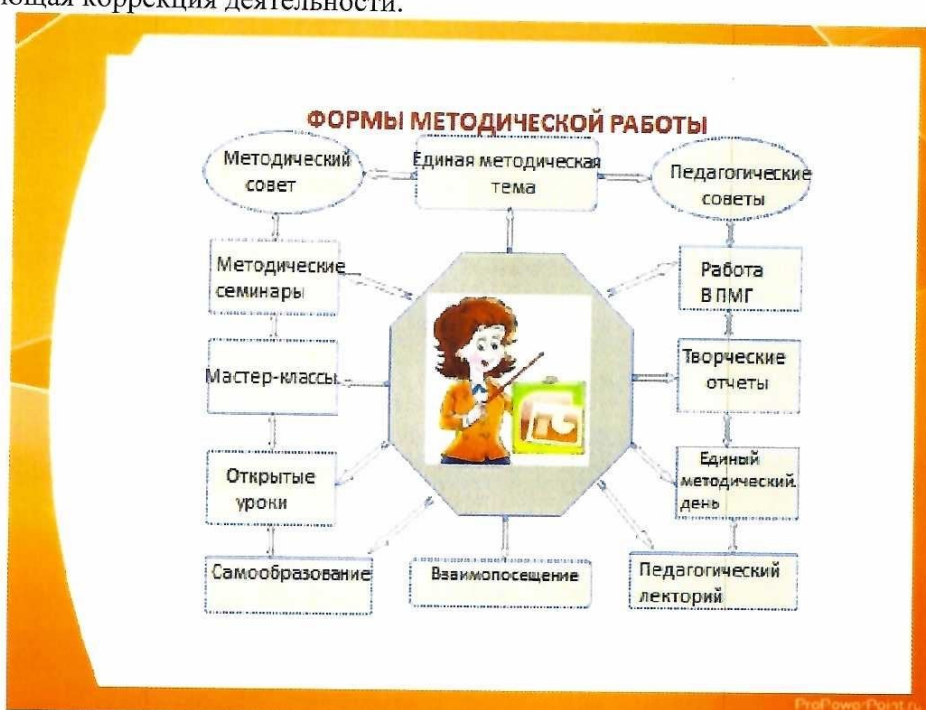 ющая коррекция деятельности.
ФОРМЫ МЕТОДИЧЕСКОЙ РАБОТЫ
Методический
совет
Единая методическая
тема
Педагогические
советы
Методические
семинары
Работа
В ПМГ
Мастер-классы
Творческие
отчеты
Открытые
уроки
Единый
методический.
день
Самообразование
Взаимопосещение
Педагогический
лекторий
ProPowerPoint.ru